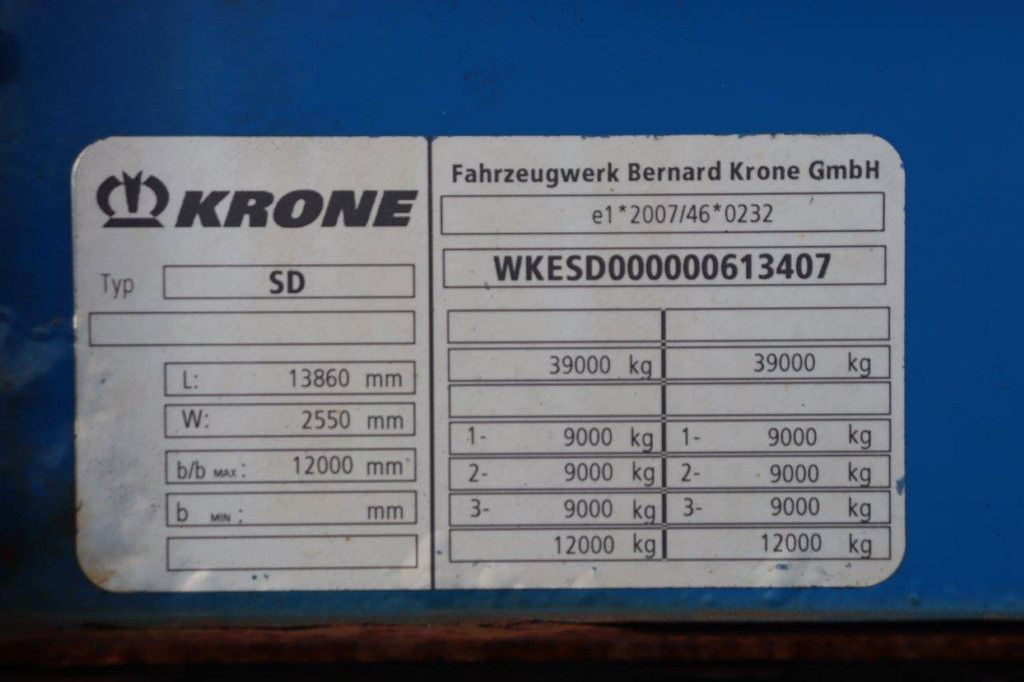 KRONE
Typ SD
L: 13860 mm
W: 2550 mm
b/b MAX: 12000 mm
b MIN: mm
Fahrzeugwerk Bernard Krone GmbH
e1*2007/46*0232
WKESD000000613407
39000 kg 39000 kg
1- 9000 kg 1- 9000 kg
2- 9000 kg 2- 9000 kg
3- 9000 kg 3- 9000 kg
12000 kg 12000 kg